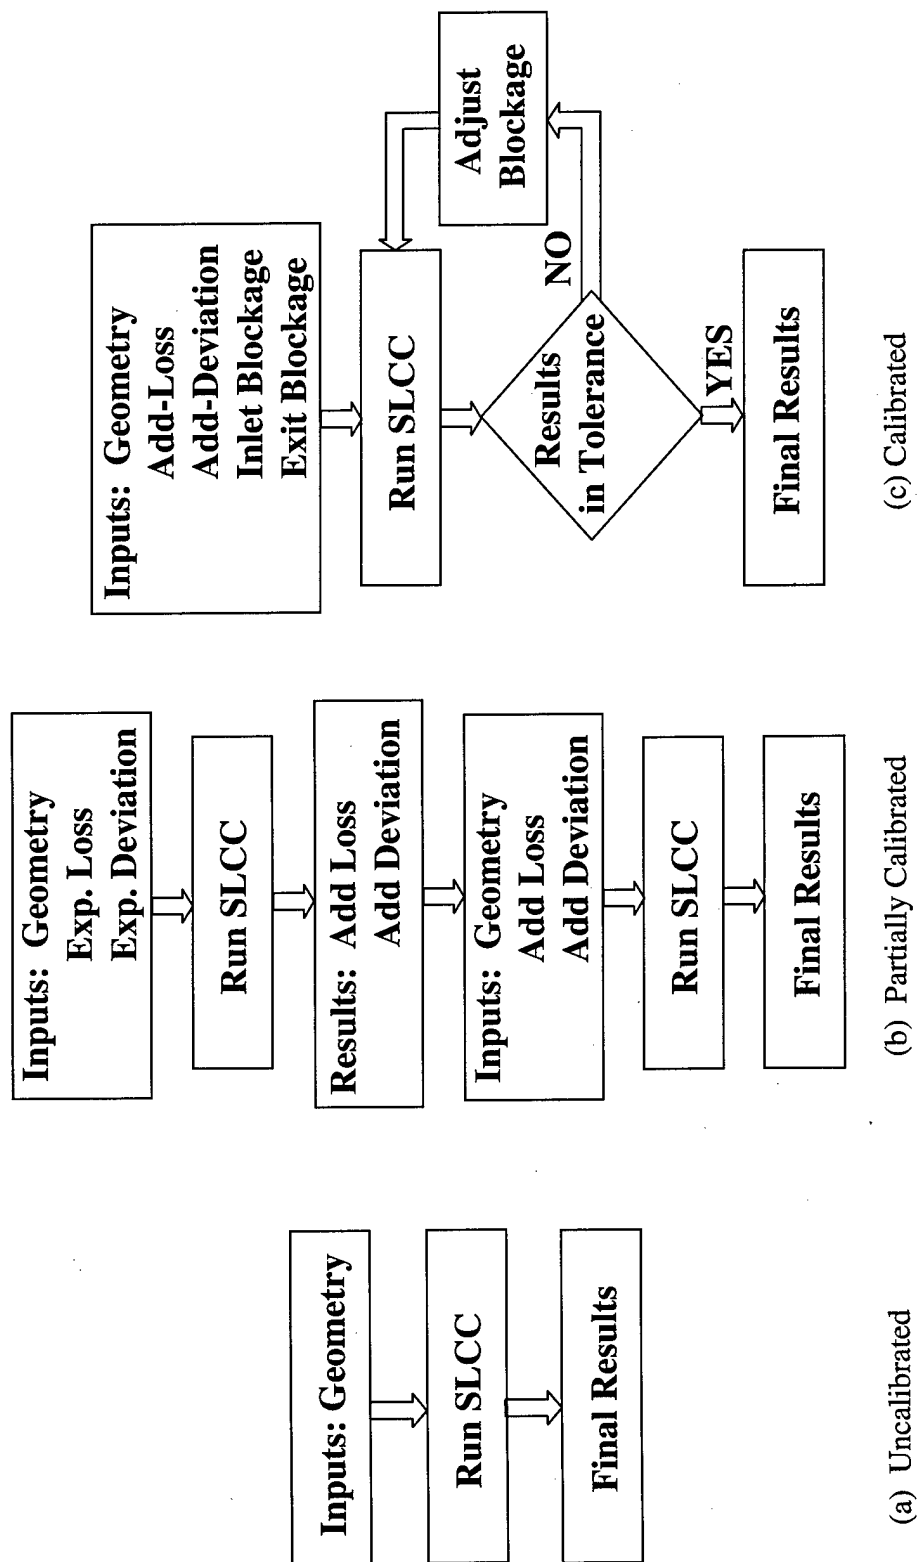 Inputs: Geometry
Run SLCC
Final Results
(a) Uncalibrated
Inputs: Geometry
Exp. Loss
Exp. Deviation
Run SLCC
Results: Add Loss
Add Deviation
Inputs: Geometry
Add Loss
Add Deviation
Run SLCC
Final Results
(b) Partially Calibrated
Inputs: Geometry
Add-Loss
Add-Deviation
Inlet Blockage
Exit Blockage
Run SLCC
Adjust
Blockage
Results
in Tolerance
NO
YES
Final Results
(c) Calibrated